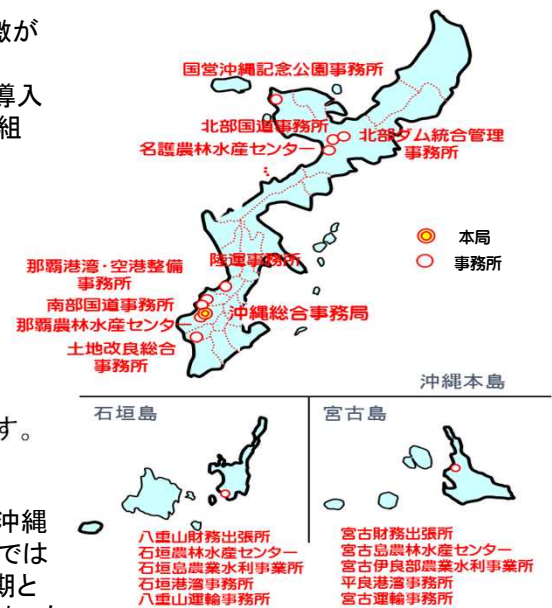 徴が
導入
組
す。
沖縄
では
期と
国営沖縄記念公園事務所
北部国道事務所
北部ダム統合管理
事務所
名護農林水産センター
本局
事務所
陸運事務所
那覇港湾・空港整備
事務所
南部国道事務所
沖縄総合事務局
那覇農林水産センター
土地改良総合
事務所
沖縄本島
石垣島
八重山財務出張所
石垣農林水産センター
石垣島農業水利事業所
石垣港湾事務所
八重山運輸事務所
宮古島
宮古財務出張所
宮古島農林水産センター
宮古伊良部農業水利事業所
平良港湾事務所
宮古運輸事務所